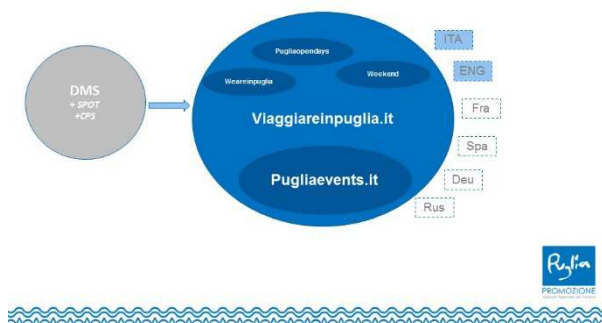 Pugliaopendays
Weareinpuglia
Weekend
Viaggiareinpuglia.it
Pugliaevents.it
DMS
+ SPOT
+CPS
ITA
ENG
Fra
Spa
Deu
Rus
Puglia
PROMOZIONE